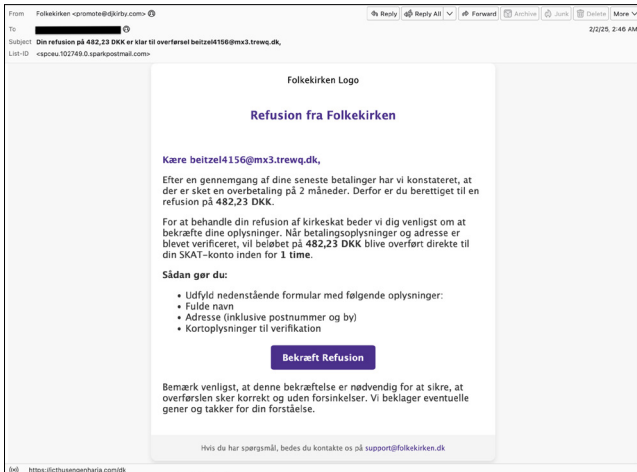 From Folkekirken <promote@djkirby.com>
Reply Reply All Forward Archive Junk Delete More
To
2/2/25, 2:46 AM
Subject Din refusion på 482,23 DKK er klar til overførsel beitzel4156@mx3.trewq.dk,
List-ID <spceu.102749.0.sparkpostmail.com>
Folkekirken Logo
Refusion fra Folkekirken
Kære beitzel4156@mx3.trewq.dk,
Efter en gennemgang af dine seneste betalinger har vi konstateret, at
der er sket en overbetaling på 2 måneder. Derfor er du berettiget til en
refusion på 482,23 DKK.
For at behandle din refusion af kirkeskat beder vi dig venligst om at
bekræfte dine oplysninger. Når betalingsoplysninger og adresse er
blevet verificeret, vil beløbet på 482,23 DKK blive overført direkte til
din SKAT-konto inden for 1 time.
Sådan gør du:
• Udfyld nedenstående formular med følgende oplysninger:
• Fulde navn
• Adresse (inklusive postnummer og by)
• Kortoplysninger til verifikation
Bekræft Refusion
Bemærk venligst, at denne bekræftelse er nødvendig for at sikre, at
overførslen sker korrekt og uden forsinkelser. Vi beklager eventuelle
gener og takker for din forståelse.
Hvis du har spørgsmål, bedes du kontakte os på support@folkekirken.dk
https://icthusengenharia.com/dk